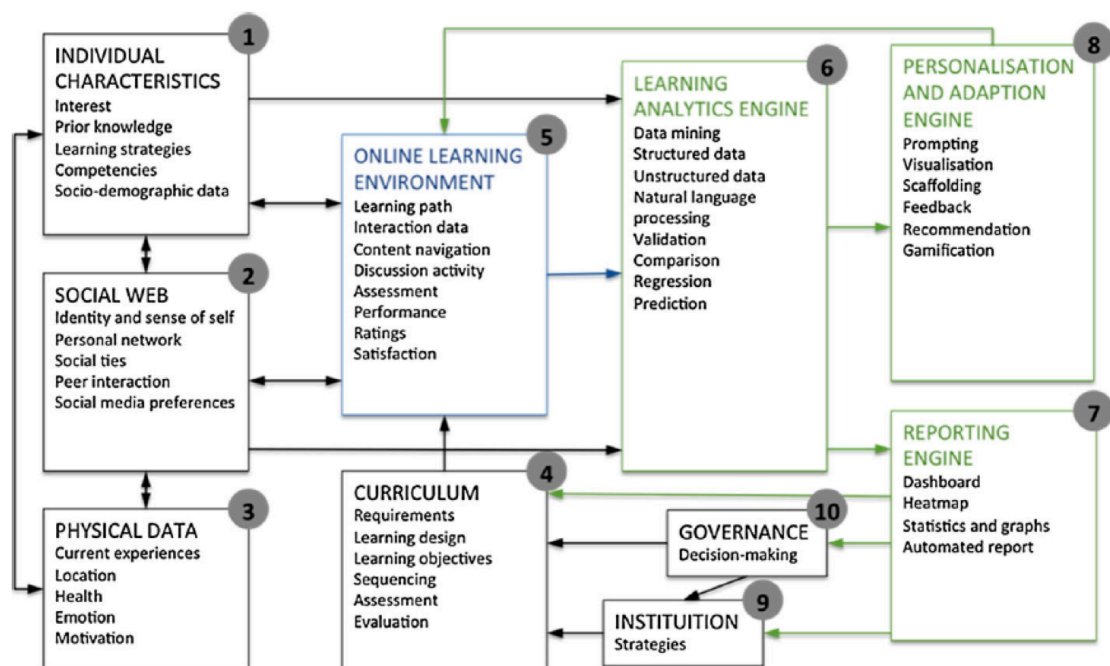 1
INDIVIDUAL
CHARACTERISTICS
Interest
Prior knowledge
Learning strategies
Competencies
Socio-demographic data
2
SOCIAL WEB
Identity and sense of self
Personal network
Social ties
Peer interaction
Social media preferences
3
PHYSICAL DATA
Current experiences
Location
Health
Emotion
Motivation
5
ONLINE LEARNING
ENVIRONMENT
Learning path
Interaction data
Content navigation
Discussion activity
Assessment
Performance
Ratings
Satisfaction
4
CURRICULUM
Requirements
Learning design
Learning objectives
Sequencing
Assessment
Evaluation
6
LEARNING
ANALYTICS ENGINE
Data mining
Structured data
Unstructured data
Natural language
processing
Validation
Comparison
Regression
Prediction
10
GOVERNANCE
Decision-making
9
INSTITUITION
Strategies
8
PERSONALISATION
AND ADAPTION
ENGINE
Prompting
Visualisation
Scaffolding
Feedback
Recommendation
Gamification
7
REPORTING
ENGINE
Dashboard
Heatmap
Statistics and graphs
Automated report